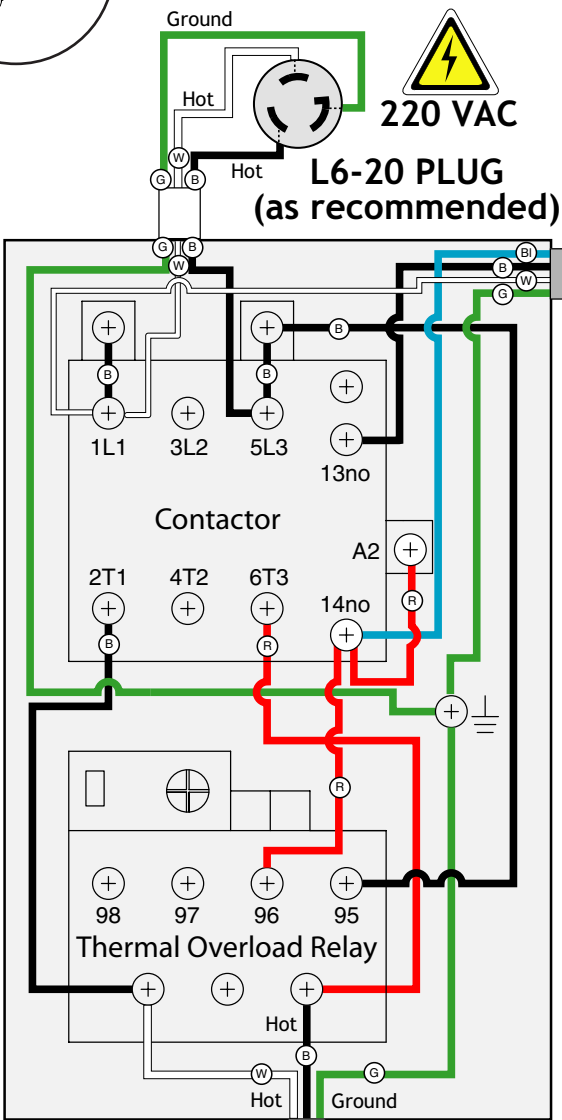 Ground
Hot
220 VAC
W
G
B
Hot
L6-20 PLUG
(as recommended)
G
B
W
Bl
B
W
G
B
B
B
1L1
3L2
5L3
13no
Contactor
A2
2T1
4T2
6T3
14no
R
B
R
R
98
97
96
95
Thermal Overload Relay
Hot
B
W
G
Hot
Ground